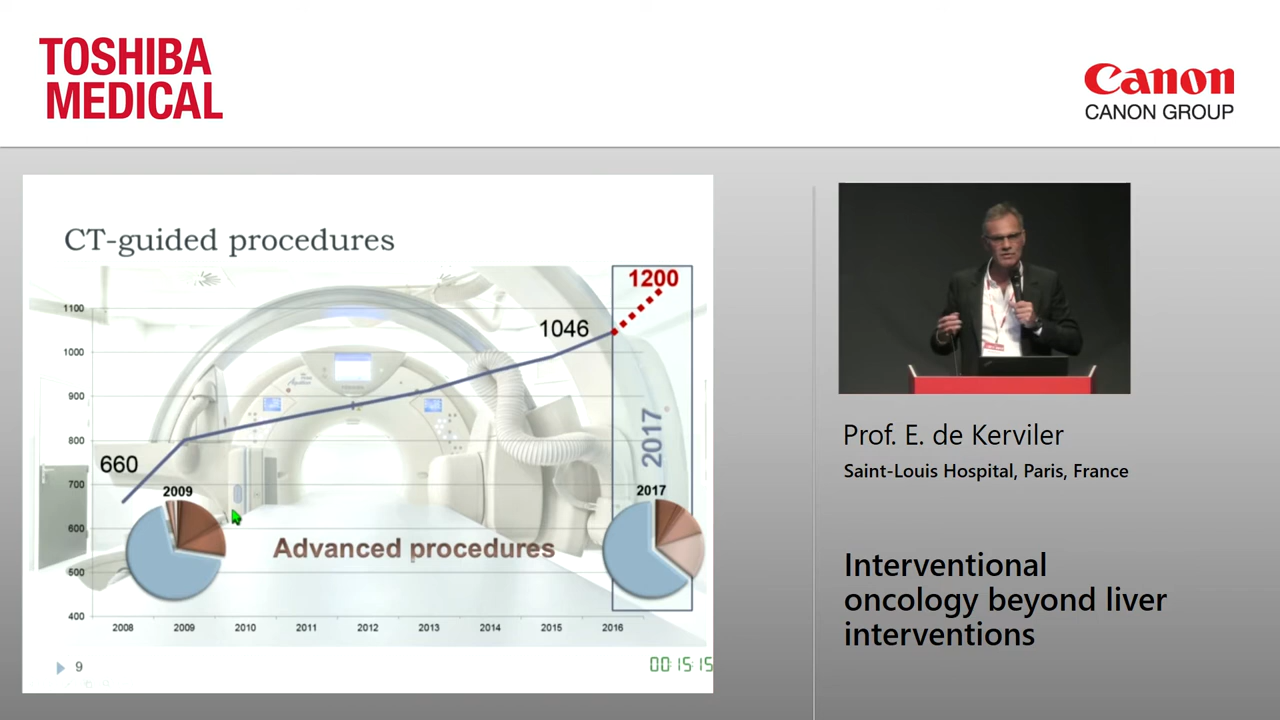 TOSHIBA
MEDICAL
Canon
CANON GROUP
CT-guided procedures
1200
1100
1046
1000
900
800
2017
660
700
2009
2017
600
Advanced procedures
500
400
2008 2009 2010 2011 2012 2013 2014 2015 2016
9
00:15:15
Prof. E. de Kerviler
Saint-Louis Hospital, Paris, France
Interventional
oncology beyond liver
interventions